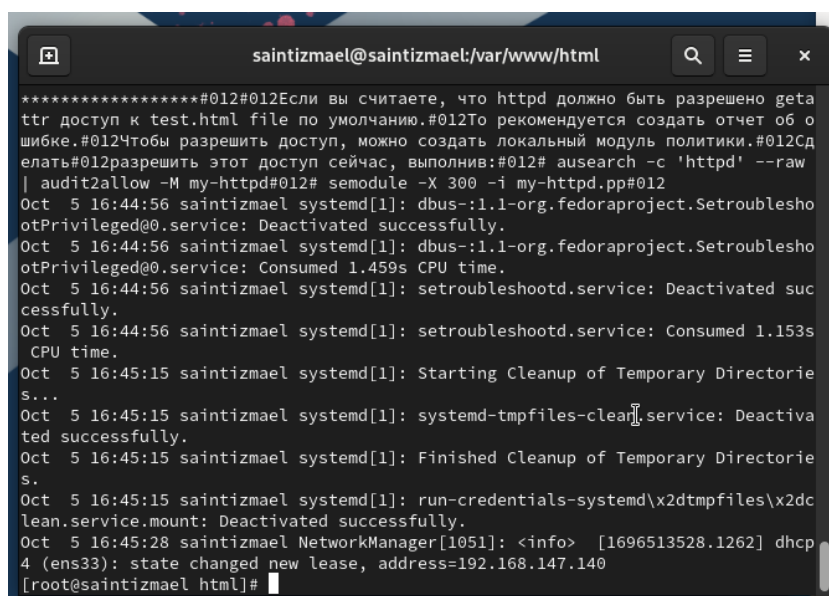 saintizmael@saintizmael:/var/www/html
******************#012#012Если вы считаете, что httpd должно быть разрешено geta
ttr доступ к test.html file по умолчанию.#012То рекомендуется создать отчет об о
шибке.#012Чтобы разрешить доступ, можно создать локальный модуль политики.#012Сд
елать#012разрешить этот доступ сейчас, выполнив:#012# ausearch -c 'httpd' --raw
| audit2allow -M my-httpd#012# semodule -X 300 -i my-httpd.pp#012
Oct  5 16:44:56 saintizmael systemd[1]: dbus-:1.1-org.fedoraproject.Setroublesho
otPrivileged@0.service: Deactivated successfully.
Oct  5 16:44:56 saintizmael systemd[1]: dbus-:1.1-org.fedoraproject.Setroublesho
otPrivileged@0.service: Consumed 1.459s CPU time.
Oct  5 16:44:56 saintizmael systemd[1]: setroubleshootd.service: Deactivated suc
cessfully.
Oct  5 16:44:56 saintizmael systemd[1]: setroubleshootd.service: Consumed 1.153s
 CPU time.
Oct  5 16:45:15 saintizmael systemd[1]: Starting Cleanup of Temporary Directorie
s...
Oct  5 16:45:15 saintizmael systemd[1]: systemd-tmpfiles-clean.service: Deactiva
ted successfully.
Oct  5 16:45:15 saintizmael systemd[1]: Finished Cleanup of Temporary Directorie
s.
Oct  5 16:45:15 saintizmael systemd[1]: run-credentials-systemd\x2dtmpfiles\x2dc
lean.service.mount: Deactivated successfully.
Oct  5 16:45:28 saintizmael NetworkManager[1051]: <info>  [1696513528.1262] dhcp
4 (ens33): state changed new lease, address=192.168.147.140
[root@saintizmael html]#